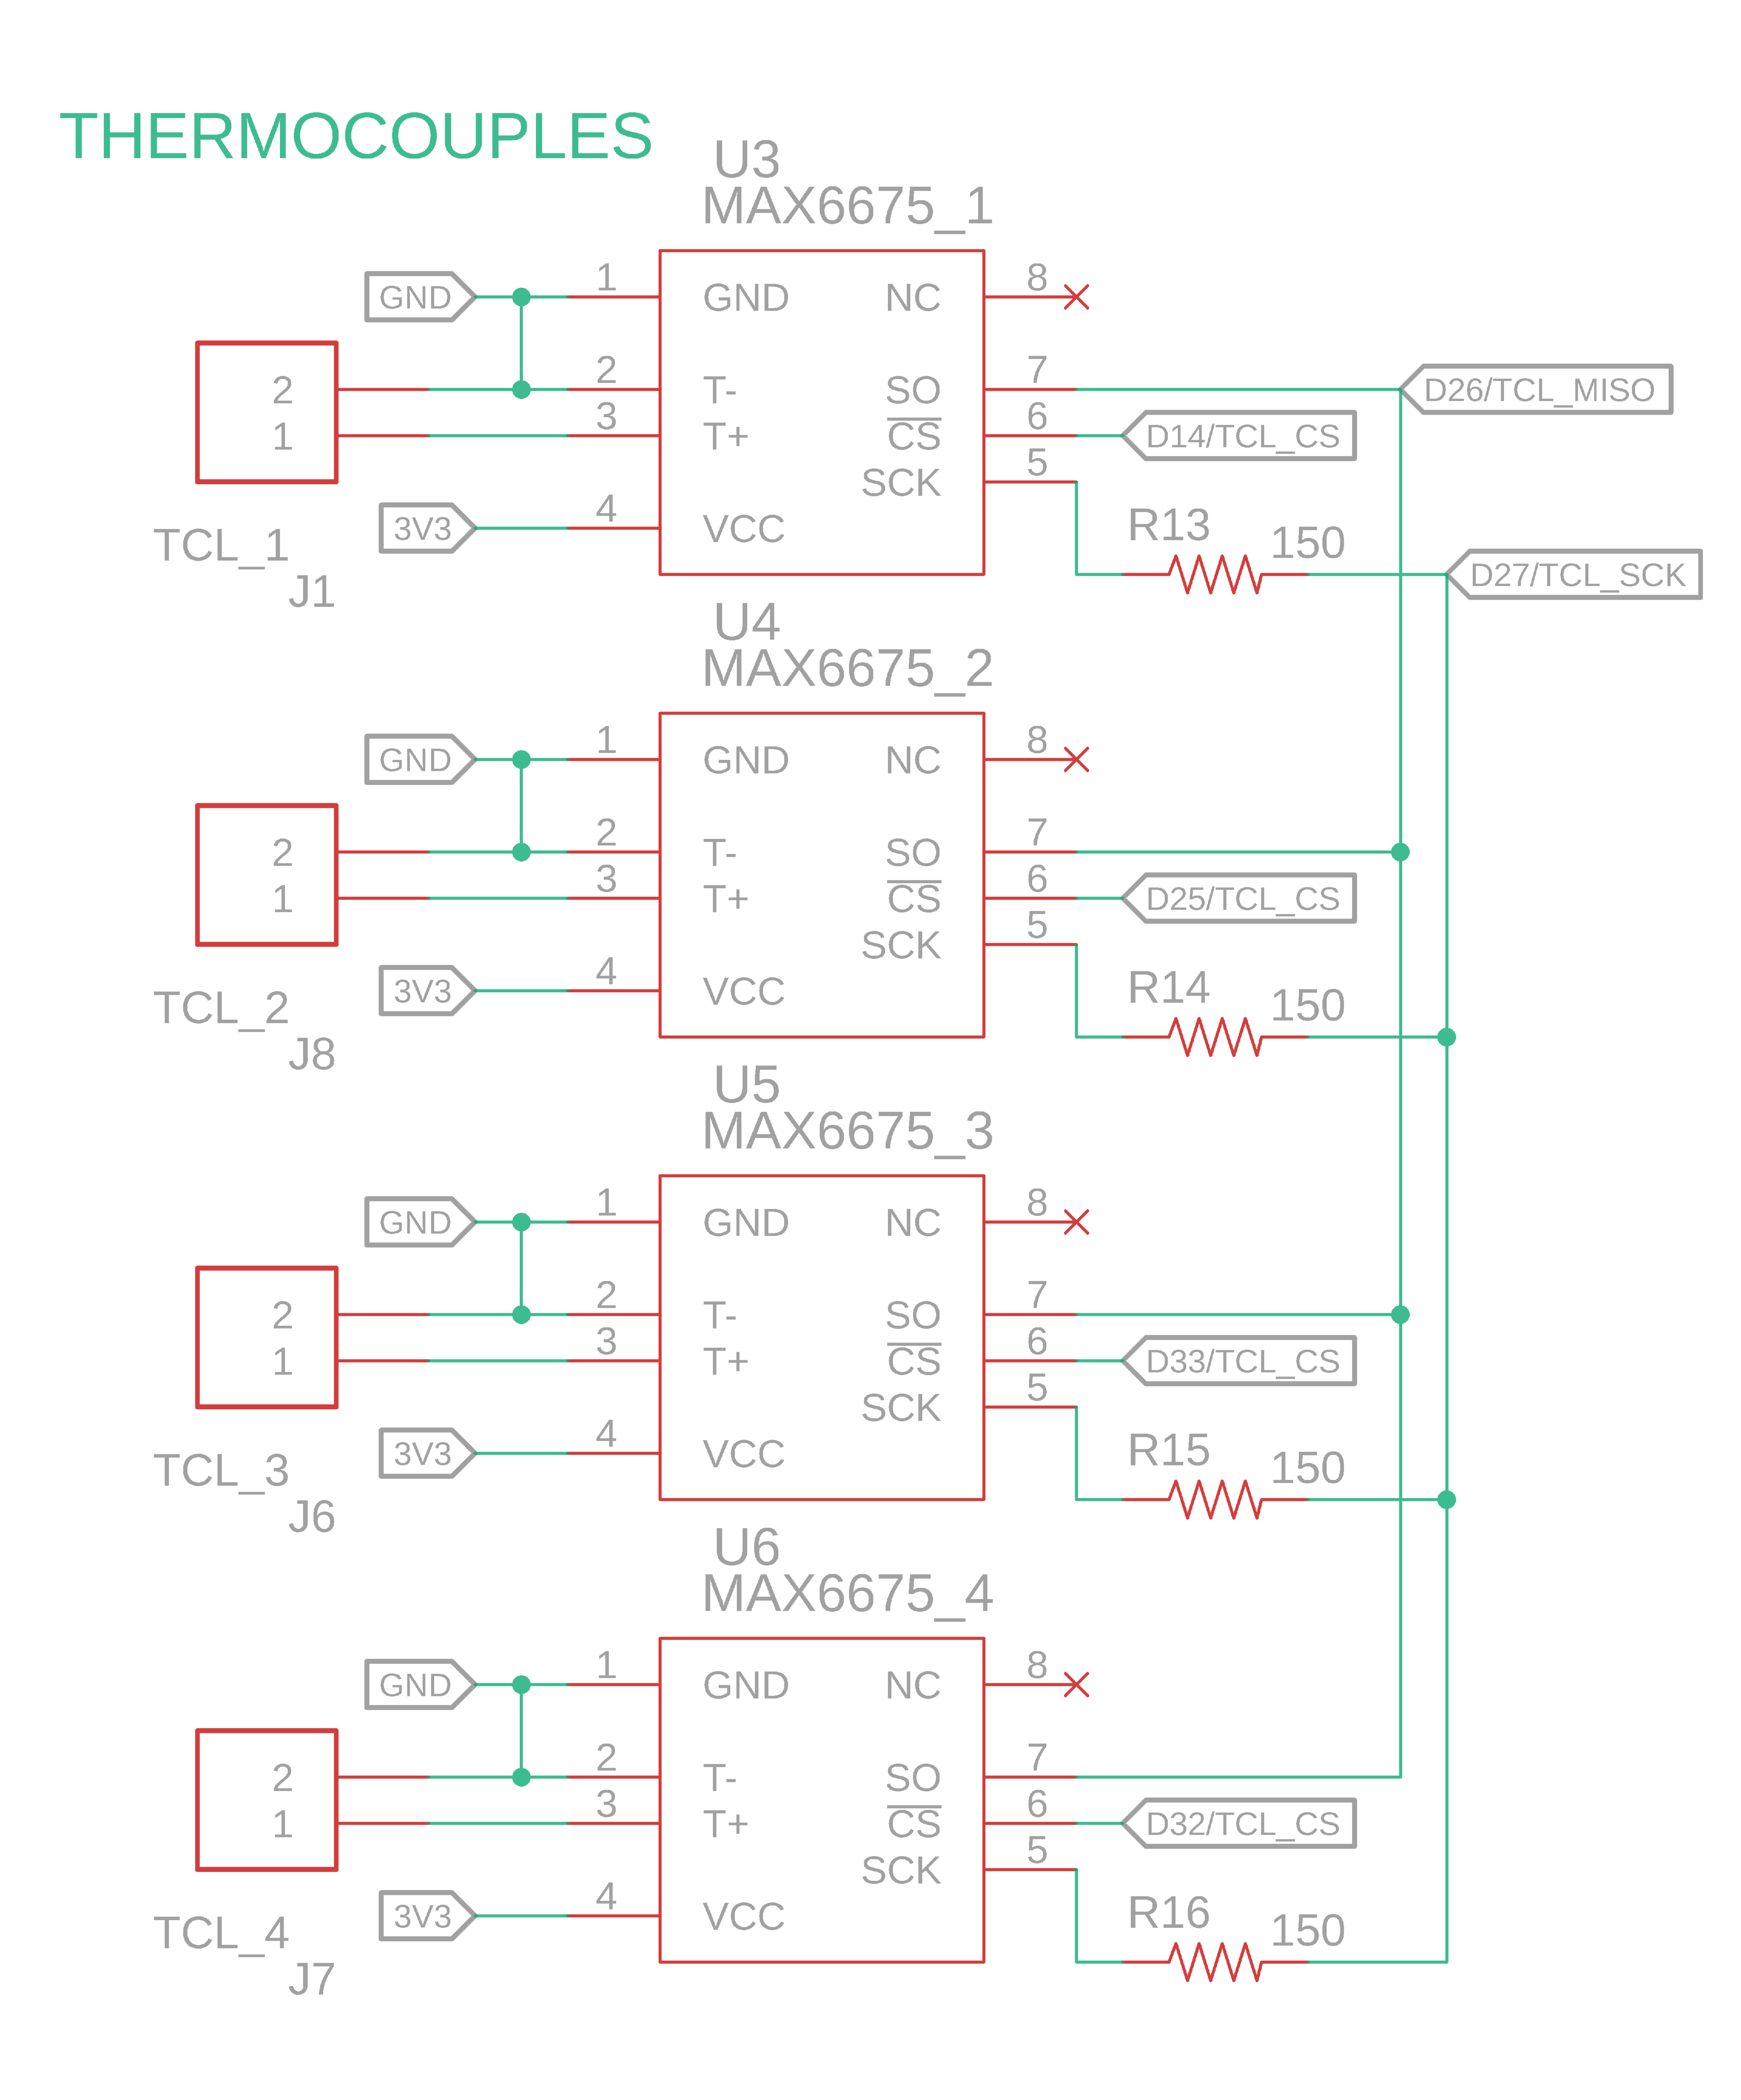 THERMOCOUPLES
U3
MAX6675_1
GND
1
GND
NC
8
2
2
T-
SO
7
D26/TCL_MISO
1
3
T+
CS
6
D14/TCL_CS
SCK
5
3V3
4
VCC
R13
150
D27/TCL_SCK
TCL_1
J1
U4
MAX6675_2
GND
1
GND
NC
8
2
2
T-
SO
7
1
3
T+
CS
6
D25/TCL_CS
SCK
5
3V3
4
VCC
R14
150
TCL_2
J8
U5
MAX6675_3
GND
1
GND
NC
8
2
2
T-
SO
7
1
3
T+
CS
6
D33/TCL_CS
SCK
5
3V3
4
VCC
R15
150
TCL_3
J6
U6
MAX6675_4
GND
1
GND
NC
8
2
2
T-
SO
7
1
3
T+
CS
6
D32/TCL_CS
SCK
5
3V3
4
VCC
R16
150
TCL_4
J7